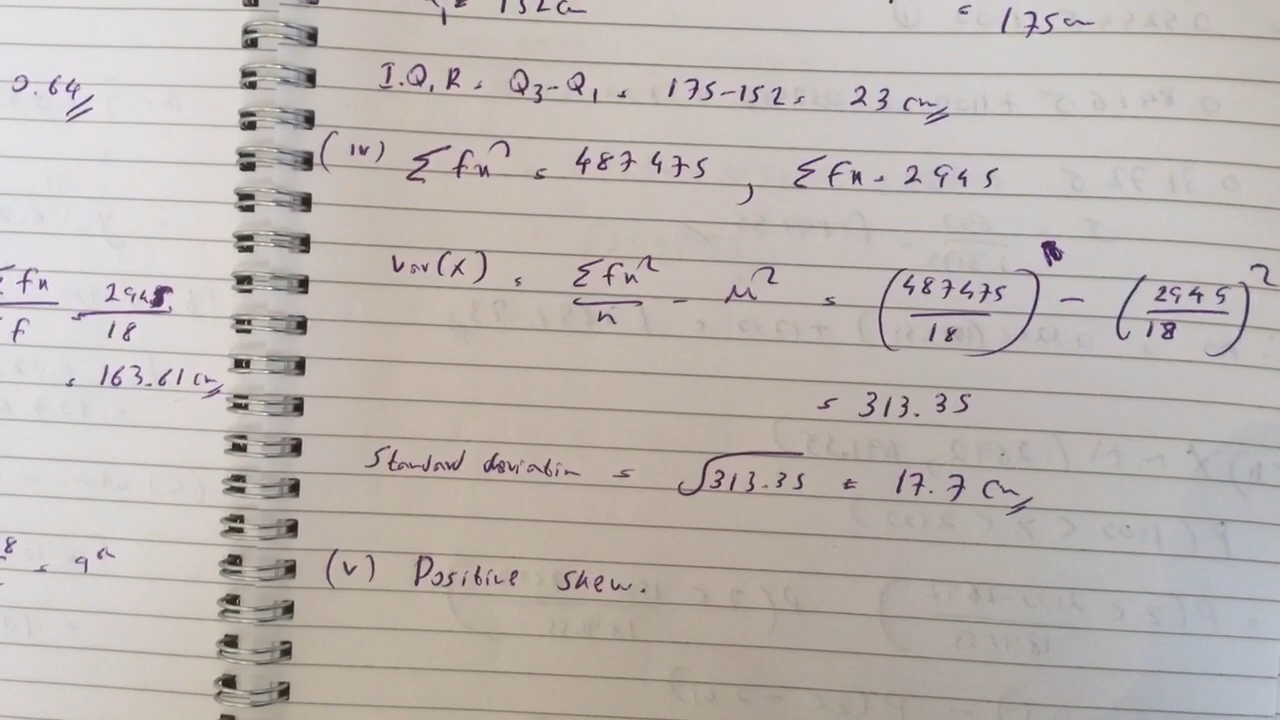 0.64
Σfx/f = 2945/18
= 163.61 cm
8 = 9th
Q₁ = 152cm = 175cm
I.Q.R = Q₃-Q₁ = 175-152 = 23 cm
(iv) Σfx² = 487475, Σfx = 2945
Var(X) = Σfx²/n - μ² = (487475/18) - (2945/18)²
= 313.35
Standard deviation = √313.35 = 17.7 cm
(v) Positive skew.